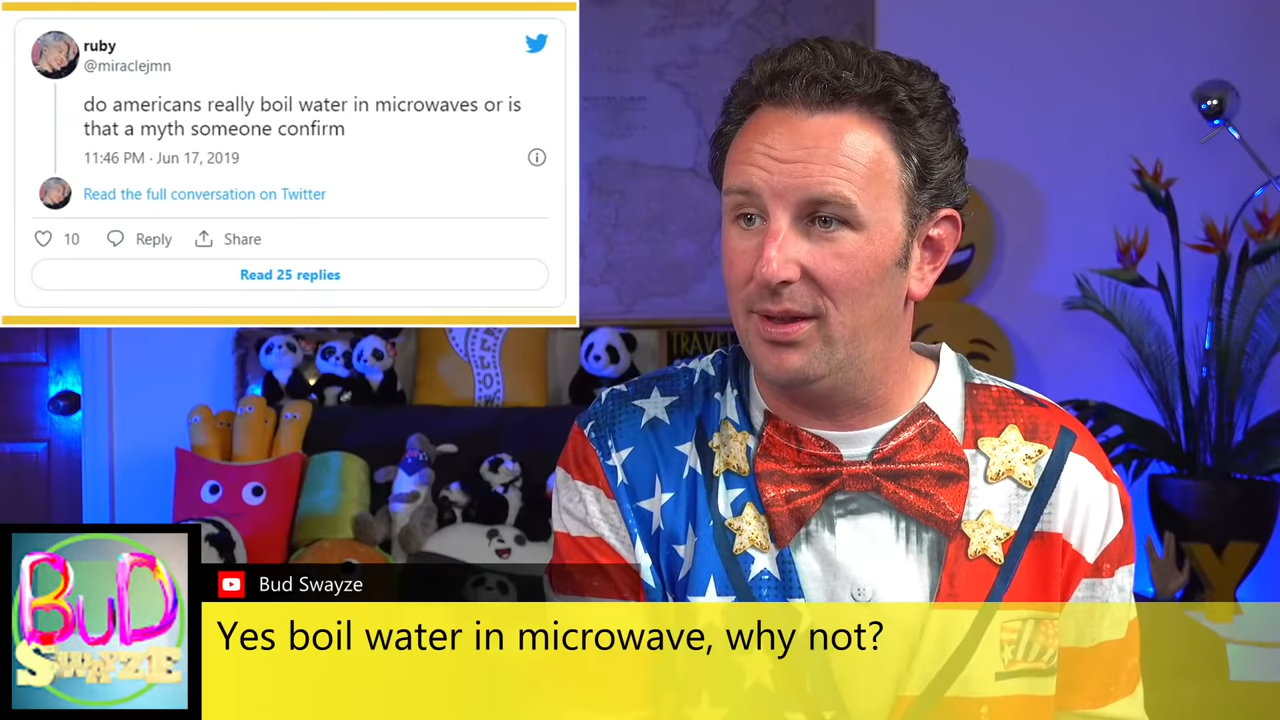 ruby
@miraclejmn
do americans really boil water in microwaves or is
that a myth someone confirm
11:46 PM · Jun 17, 2019
Read the full conversation on Twitter
10 Reply Share
Read 25 replies
TRAVEL
BuD
SWAYZE
Bud Swayze
Yes boil water in microwave, why not?